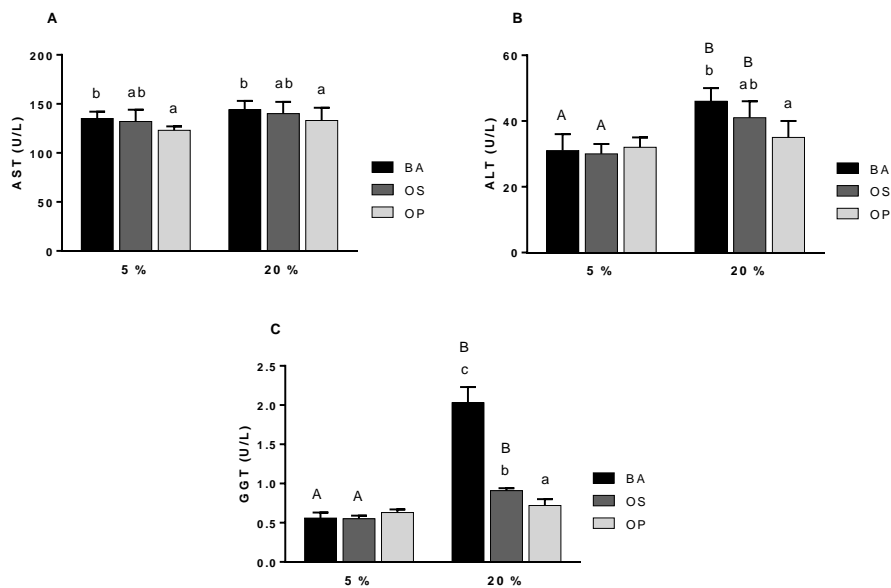 A
200
150
100
50
0
AST (U/L)
b ab a b ab a
5 % 20 %
BA
OS
OP
B
60
40
20
0
ALT (U/L)
A A B B
b ab a
5 % 20 %
BA
OS
OP
C
2.5
2.0
1.5
1.0
0.5
0.0
GGT (U/L)
A A B B
c b a
5 % 20 %
BA
OS
OP